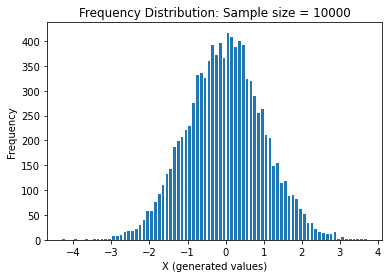 Frequency Distribution: Sample size = 10000
Frequency
400
350
300
250
200
150
100
50
0
−4 −3 −2 −1 0 1 2 3 4
X (generated values)